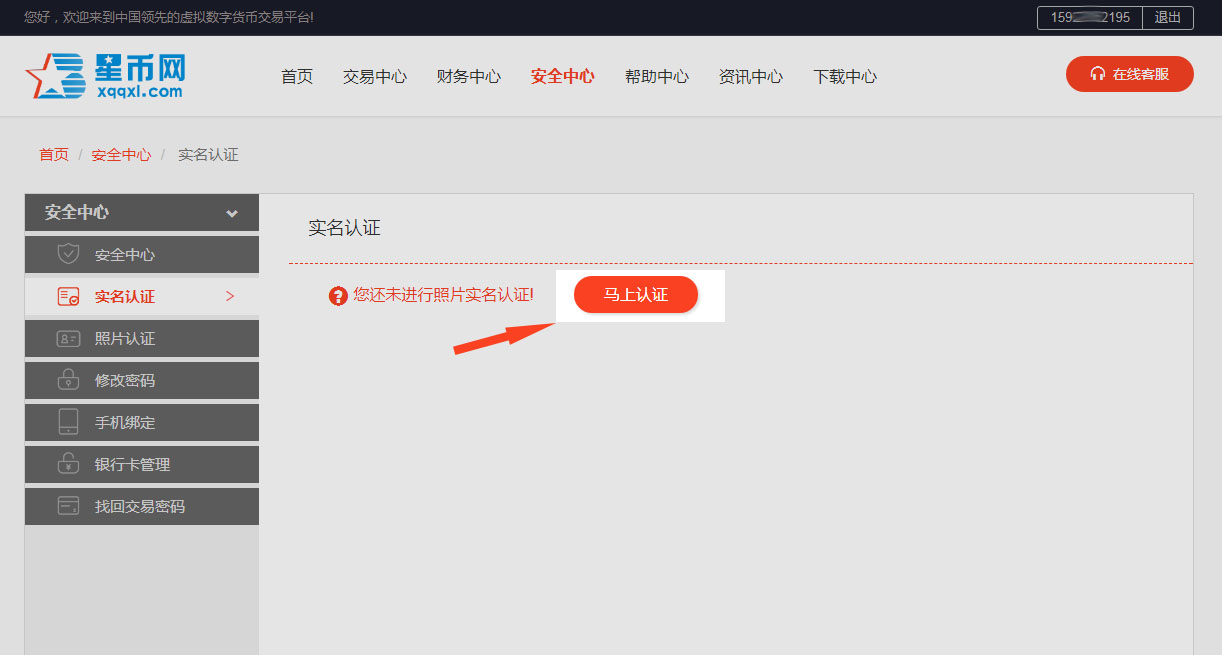 您好，欢迎来到中国领先的虚拟数字货币交易平台!
159 2195 退出
星币网
xqqxl.com
首页 交易中心 财务中心 安全中心 帮助中心 资讯中心 下载中心
在线客服
首页 / 安全中心 / 实名认证
安全中心
安全中心
实名认证
照片认证
修改密码
手机绑定
银行卡管理
找回交易密码
实名认证
您还未进行照片实名认证!
马上认证